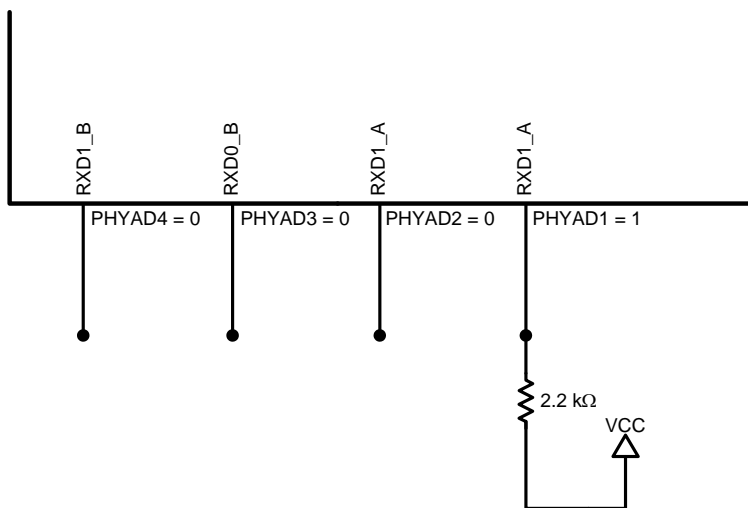 RXD1_B
RXD0_B
RXD1_A
RXD1_A
PHYAD4 = 0
PHYAD3 = 0
PHYAD2 = 0
PHYAD1 = 1
2.2 kΩ
VCC